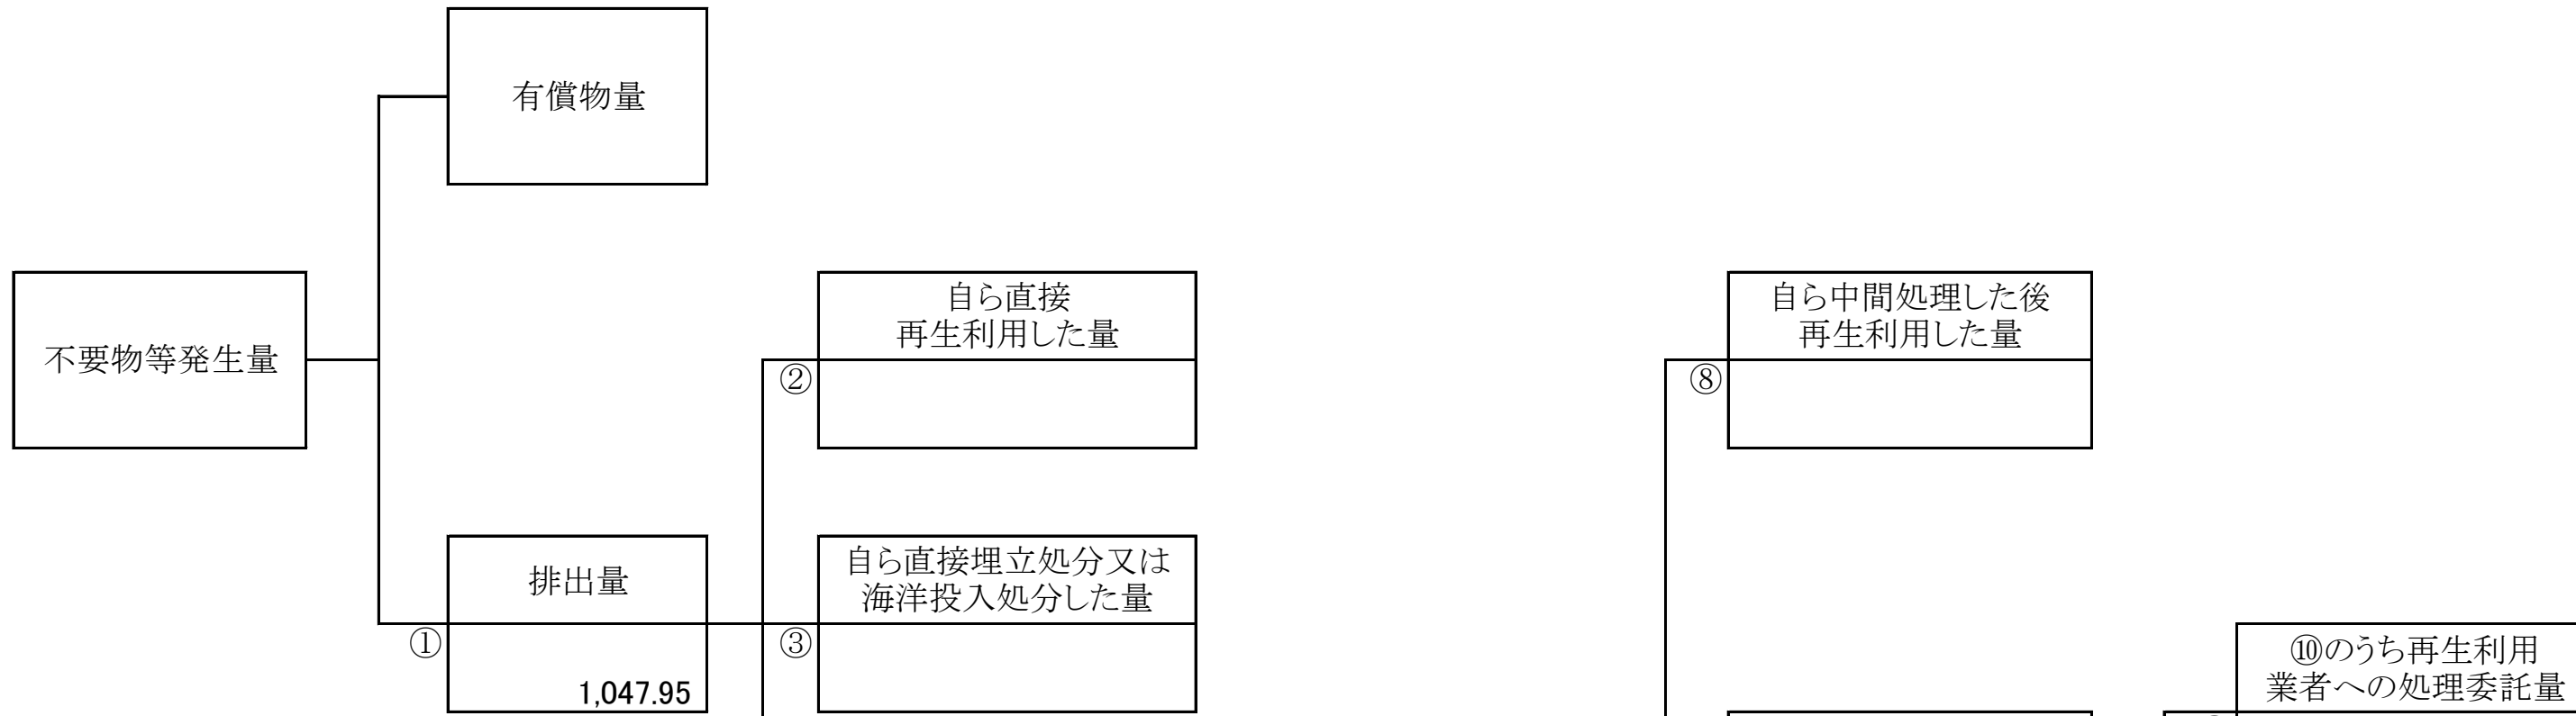 有償物量
不要物等発生量
自ら直接
再生利用した量
②
自ら中間処理した後
再生利用した量
⑧
排出量
①
1,047.95
自ら直接埋立処分又は
海洋投入処分した量
③
⑩のうち再生利用
業者への処理委託量